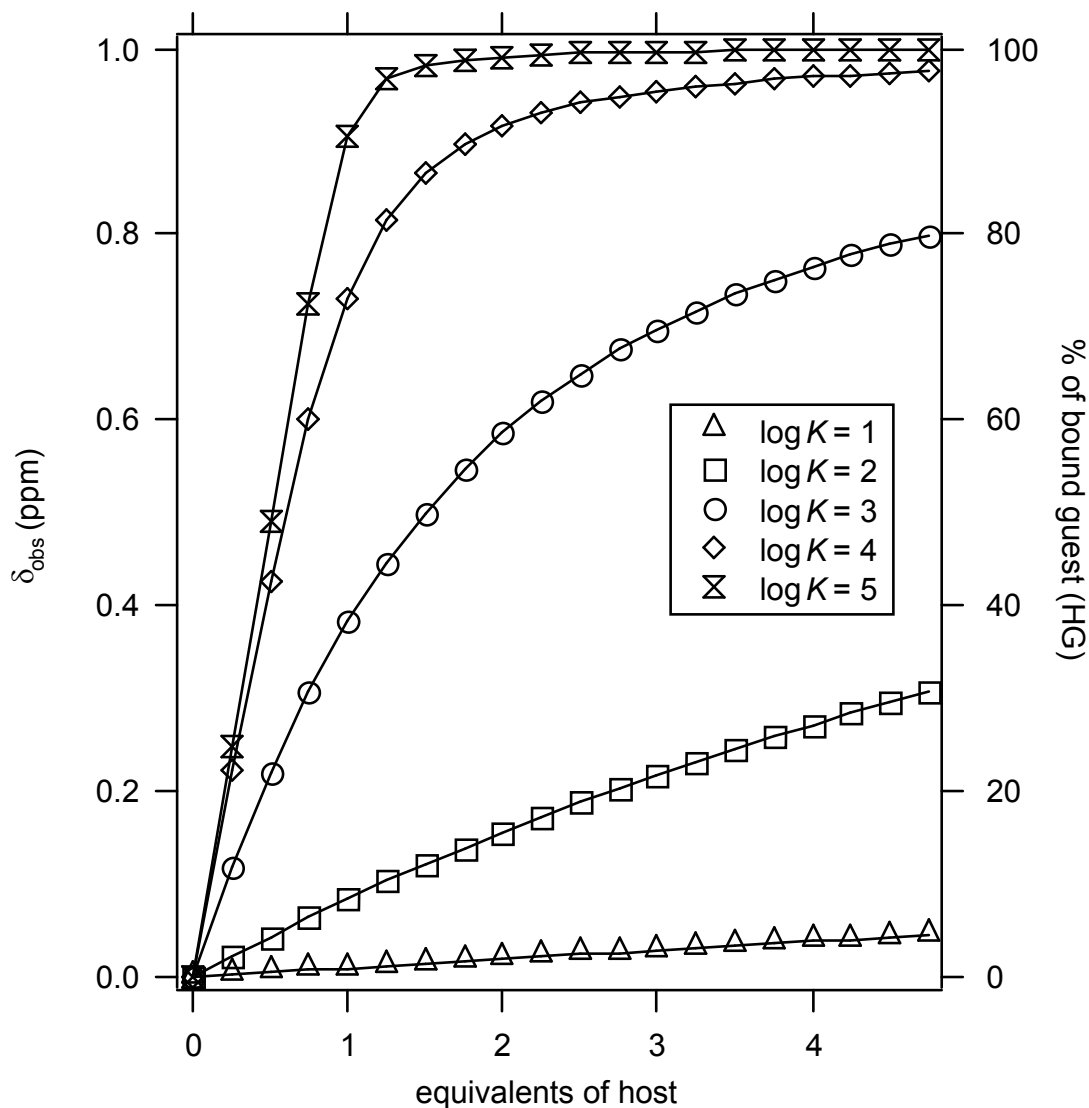 1.0
0.8
0.6
0.4
0.2
0.0
δobs (ppm)
100
80
60
40
20
0
% of bound guest (HG)
log K = 1
log K = 2
log K = 3
log K = 4
log K = 5
0 1 2 3 4
equivalents of host